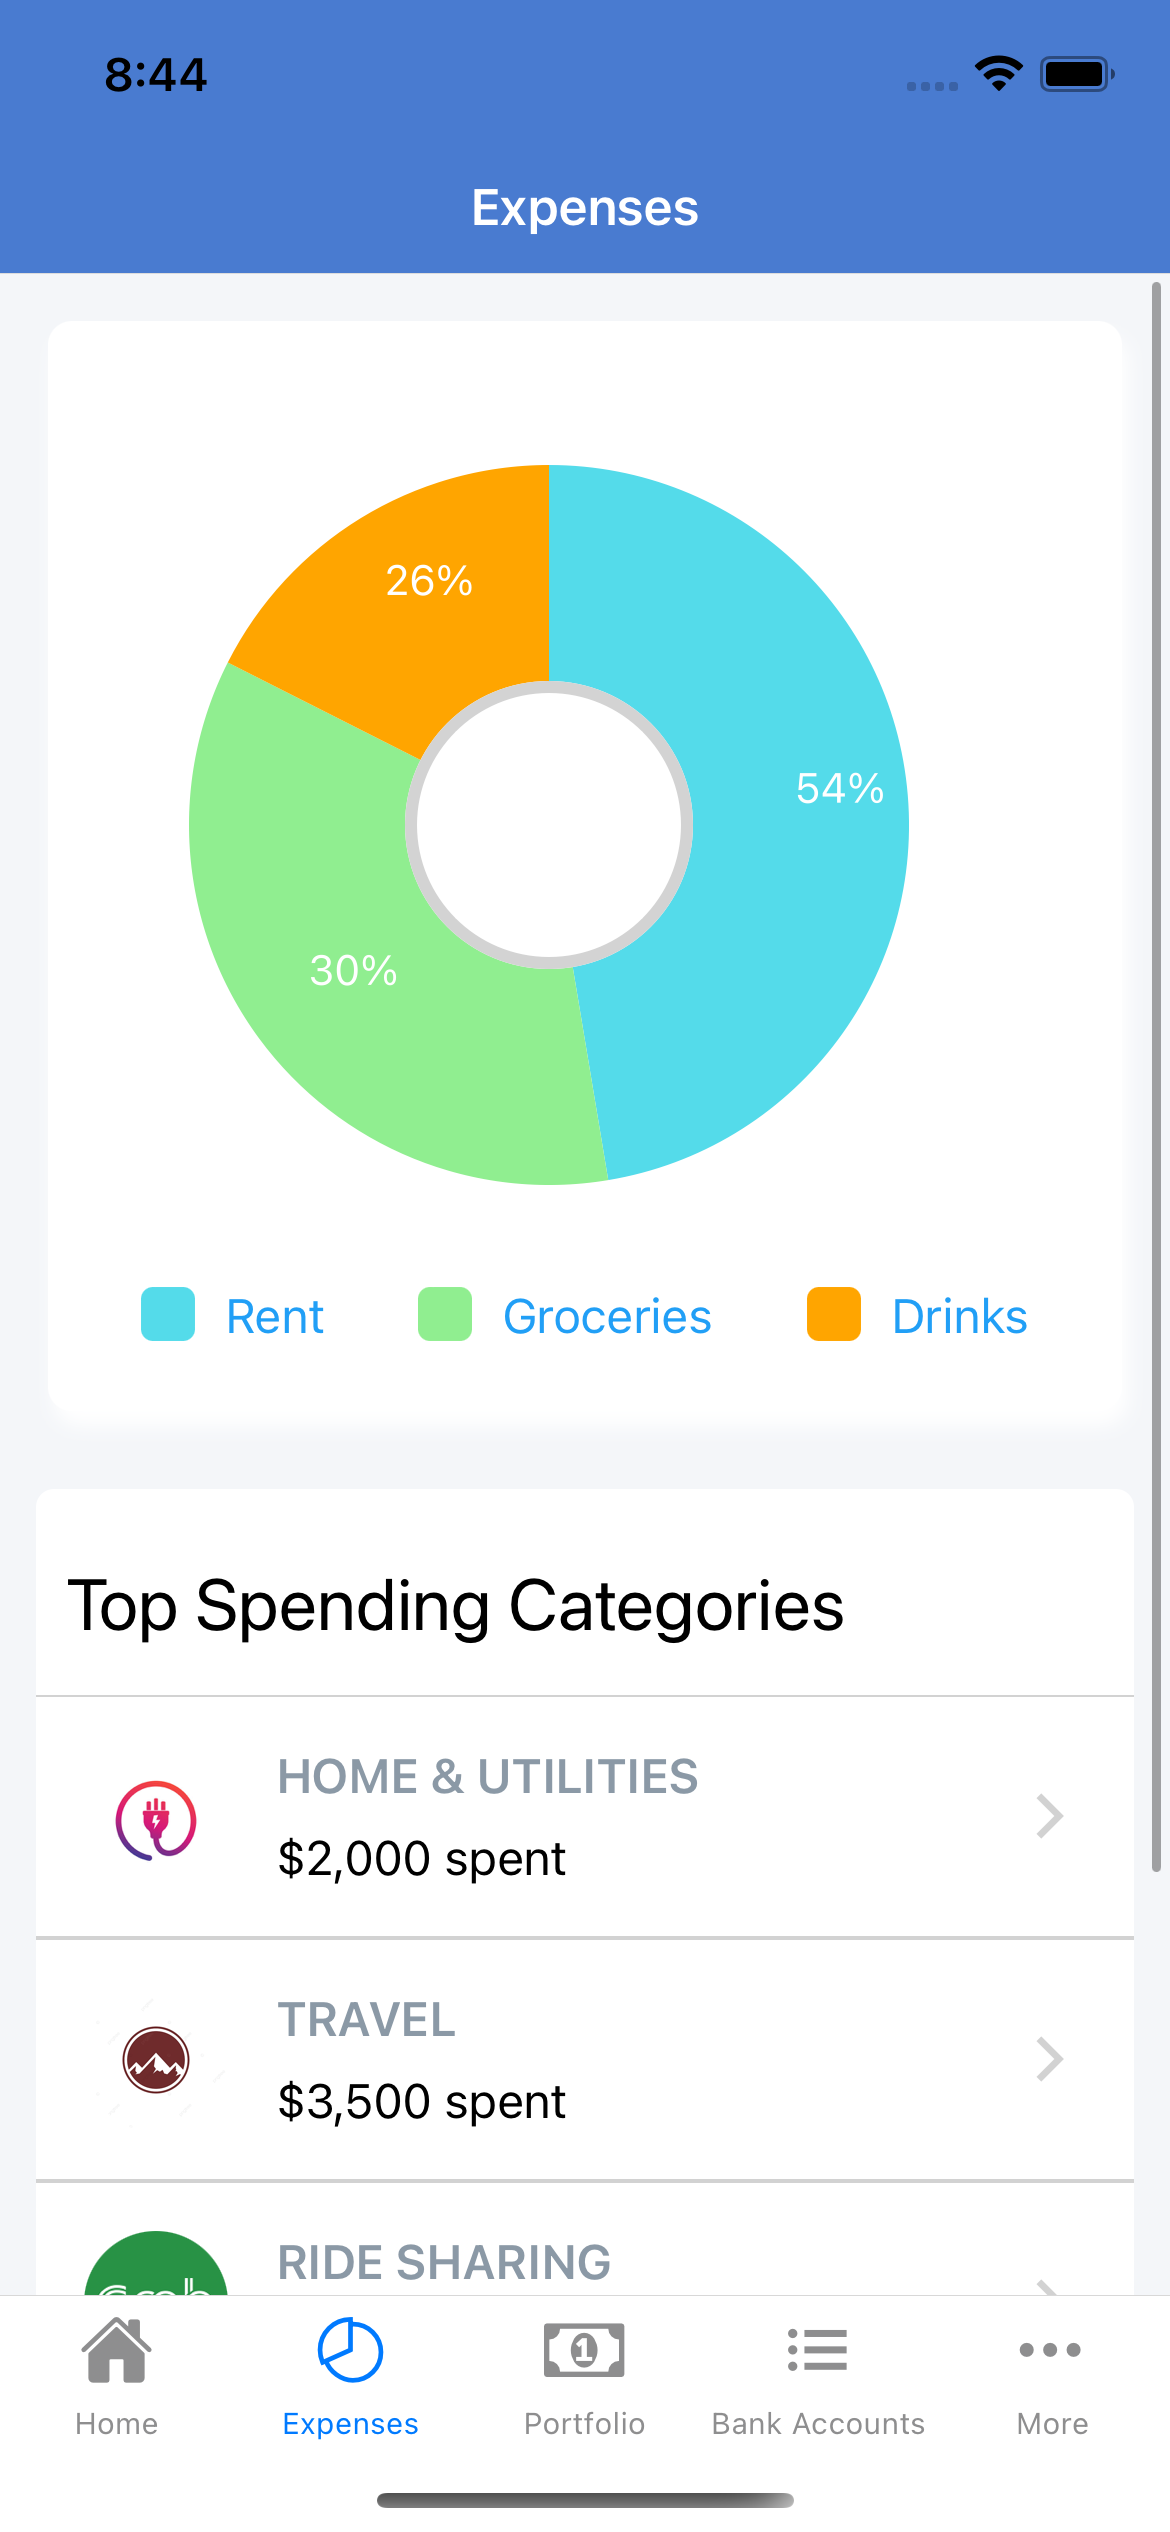 8:44
Expenses
26%
54%
30%
Rent Groceries Drinks
Top Spending Categories
HOME & UTILITIES
$2,000 spent
TRAVEL
$3,500 spent
RIDE SHARING
1
Home Expenses Portfolio Bank Accounts More